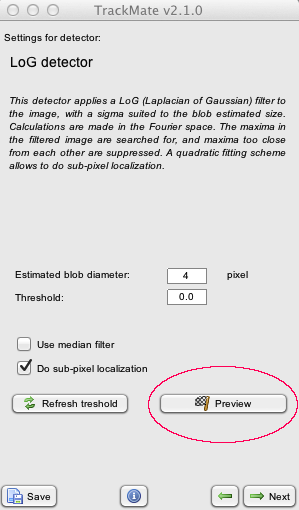 TrackMate v2.1.0
Settings for detector:
LoG detector
This detector applies a LoG (Laplacian of Gaussian) filter to
the image, with a sigma suited to the blob estimated size.
Calculations are made in the Fourier space. The maxima in
the filtered image are searched for, and maxima too close
from each other are suppressed. A quadratic fitting scheme
allows to do sub-pixel localization.
Estimated blob diameter: 4 pixel
Threshold: 0.0
Use median filter
Do sub-pixel localization
Refresh treshold Preview
Save Next